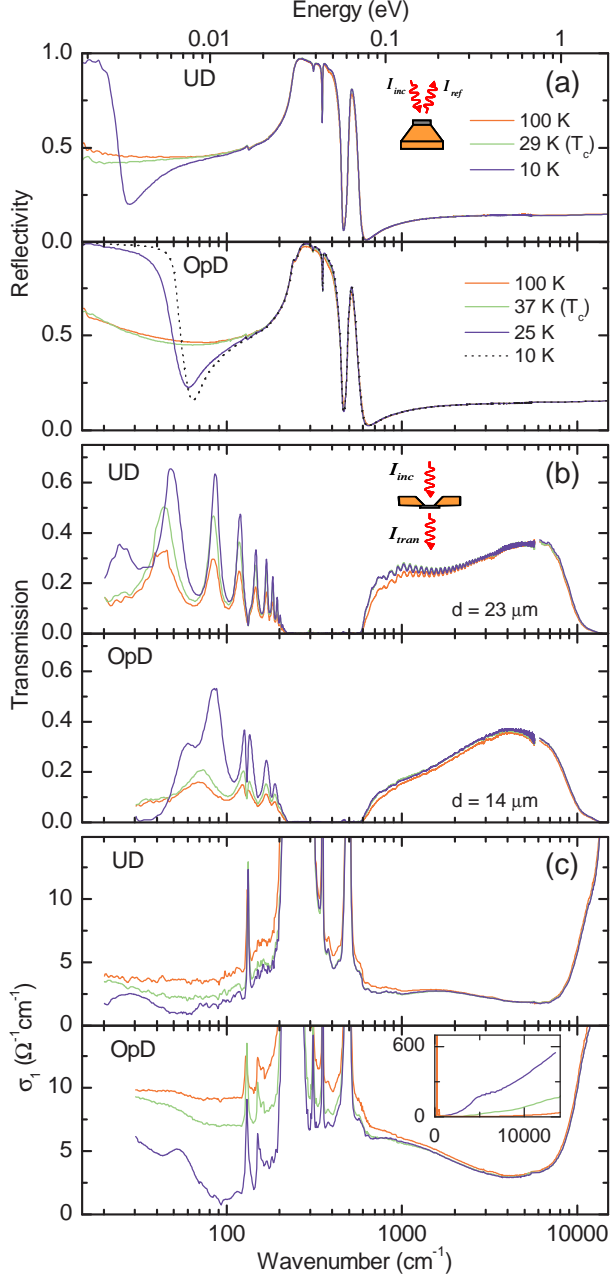 Energy (eV)
0.01 0.1 1
UD (a)
I_inc I_ref
100 K
29 K (T_c)
10 K
1.0
0.5
0.0
OpD
100 K
37 K (T_c)
25 K
10 K
0.5
0.0
Reflectivity
UD (b)
I_inc
I_tran
d = 23 μm
0.6
0.4
0.2
0.0
OpD
d = 14 μm
0.6
0.4
0.2
0.0
Transmission
UD (c)
10
5
0
OpD
600
0
0 10000
10
5
0
σ_1 (Ω^-1cm^-1)
100 1000 10000
Wavenumber (cm^-1)